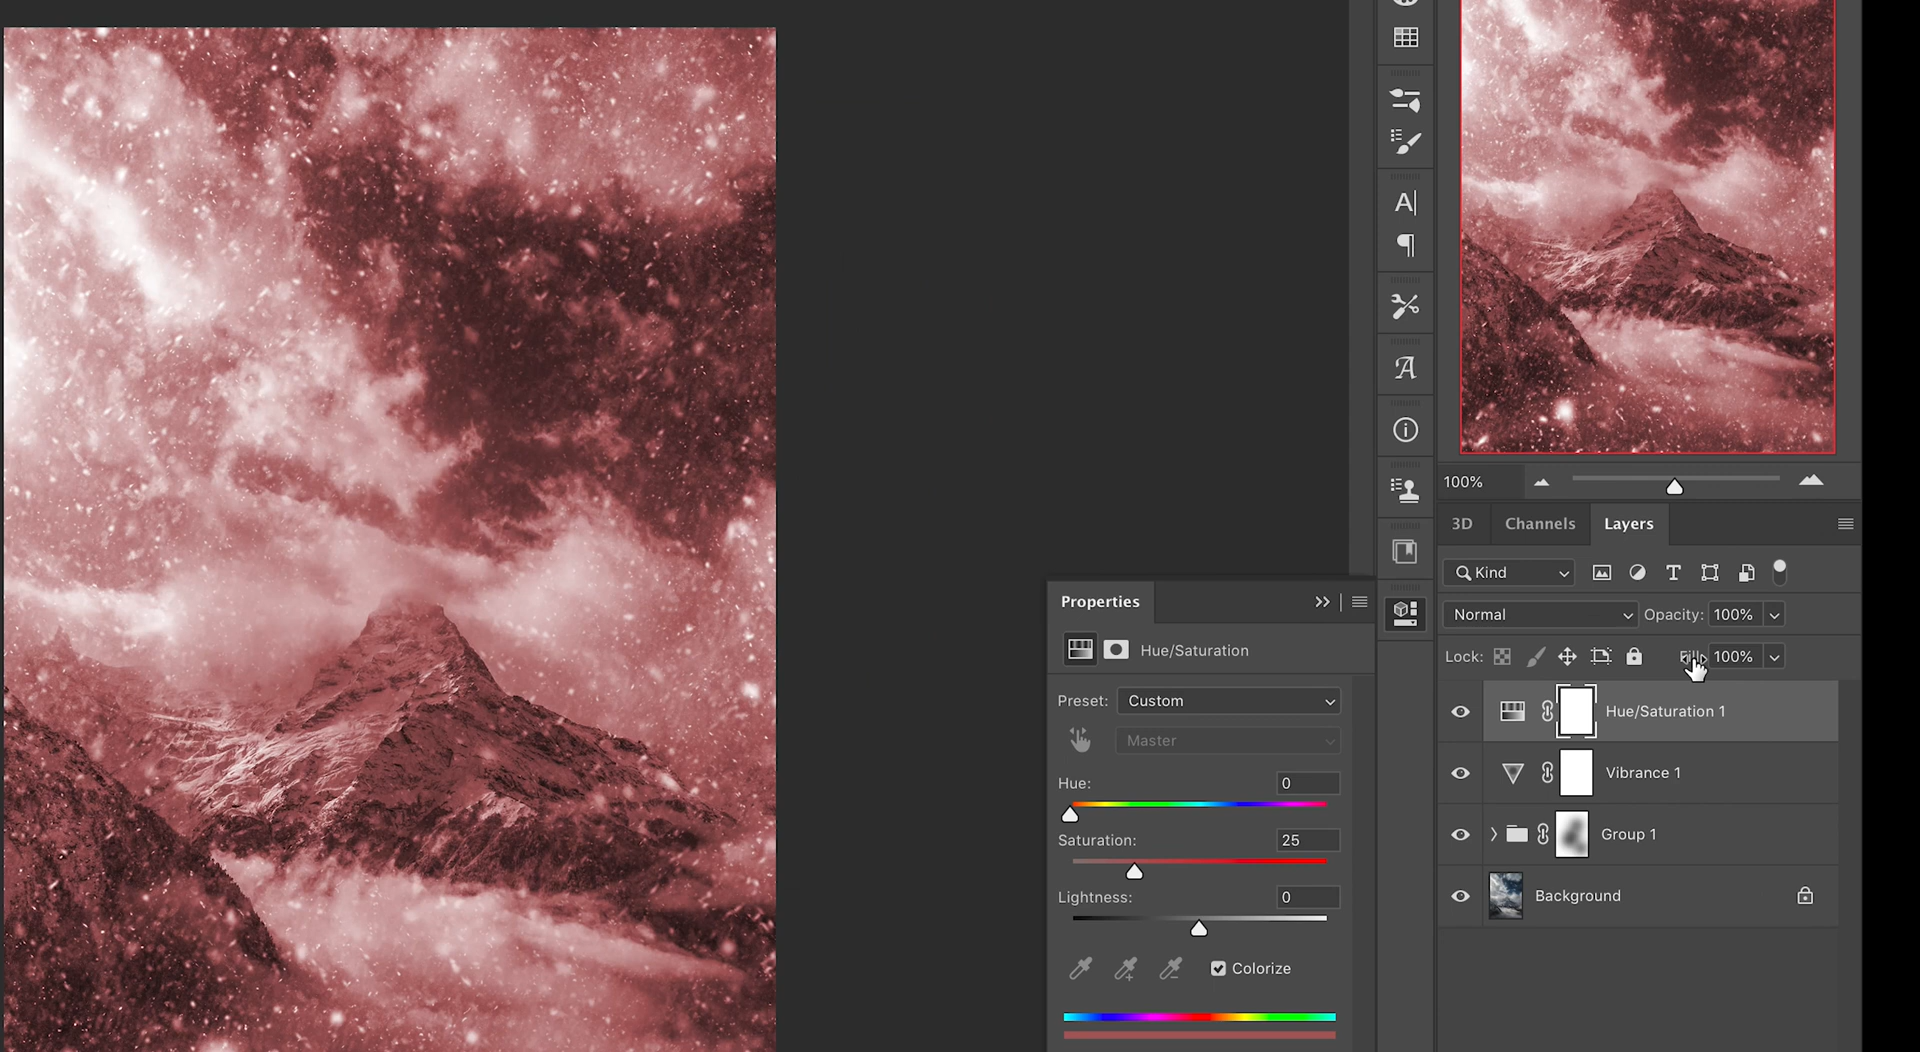 100%
3D Channels Layers
Kind
Normal Opacity: 100%
Lock: 100%
Hue/Saturation 1
Vibrance 1
Group 1
Background
Properties
Hue/Saturation
Preset: Custom
Master
Hue: 0
Saturation: 25
Lightness: 0
Colorize